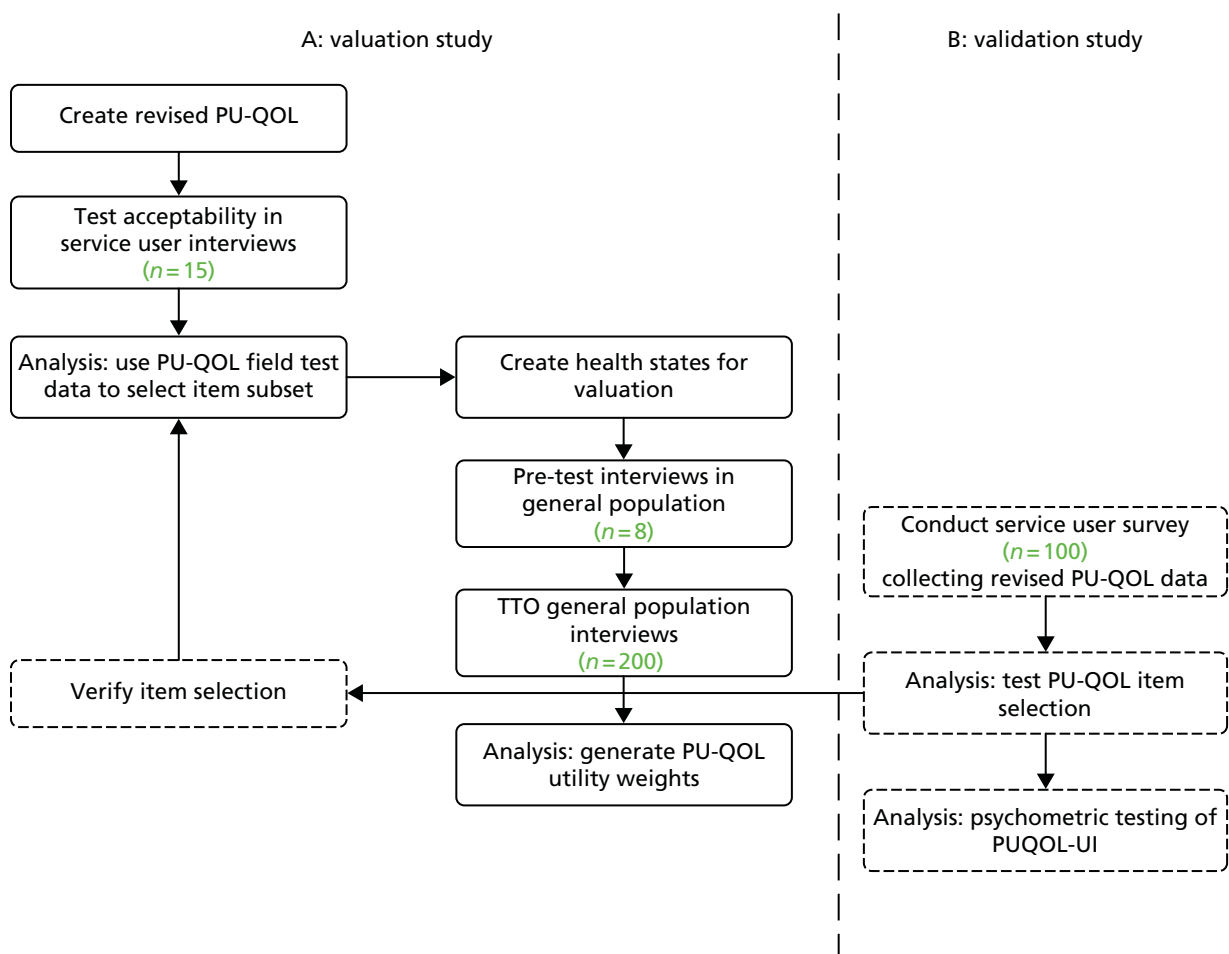 A: valuation study
B: validation study
Create revised PU-QOL
Test acceptability in
service user interviews
(n=15)
Analysis: use PU-QOL field test
data to select item subset
Create health states for
valuation
Pre-test interviews in
general population
(n=8)
TTO general population
interviews
(n=200)
Verify item selection
Analysis: generate PU-QOL
utility weights
Conduct service user survey
(n=100)
collecting revised PU-QOL data
Analysis: test PU-QOL item
selection
Analysis: psychometric testing of
PUQOL-UI